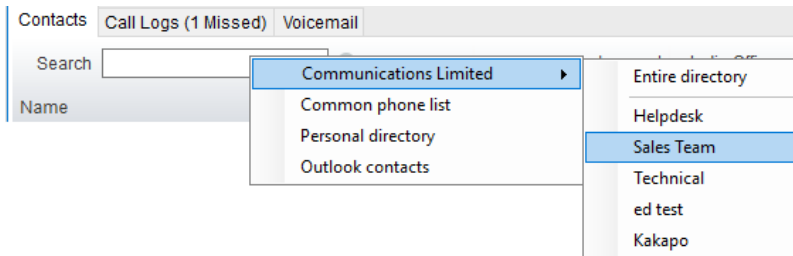 Contacts Call Logs (1 Missed) Voicemail
Search
Name
Communications Limited
Common phone list
Personal directory
Outlook contacts
Entire directory
Helpdesk
Sales Team
Technical
ed test
Kakapo